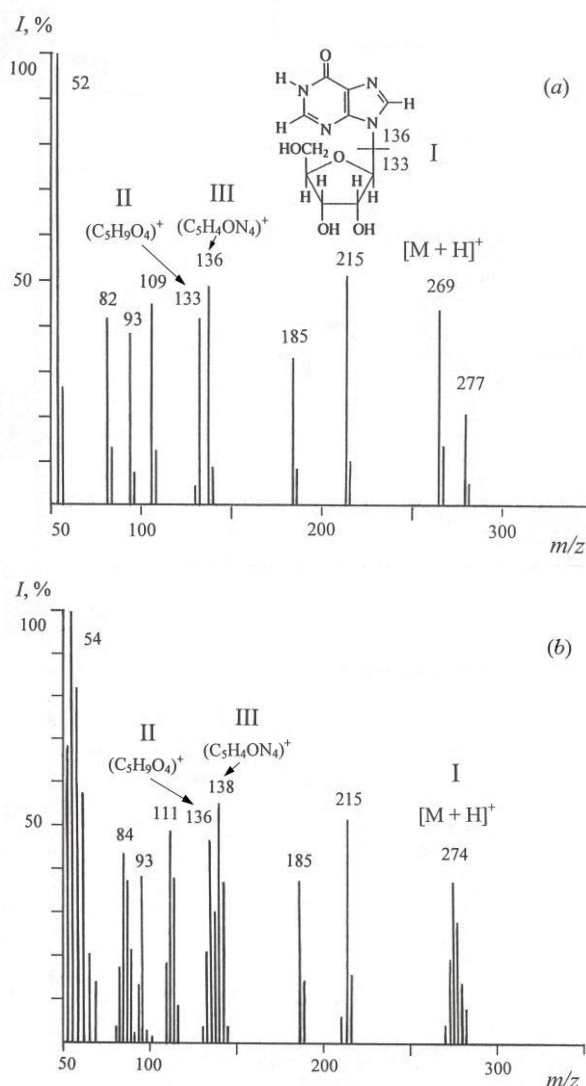 I, %
100
52
(a)
O
H
N
N
H
N
N
H
136
133
I
HOCH₂
O
H
H
H
H
OH
OH
II
(C₅H₉O₄)⁺
III
(C₅H₄ON₄)⁺
136
[M + H]⁺
50
82
93
109
133
185
215
269
277
50
100
200
300
m/z
I, %
100
54
(b)
II
(C₅H₉O₄)⁺
III
(C₅H₄ON₄)⁺
I
[M + H]⁺
50
84
93
111
136
138
185
215
274
50
100
200
300
m/z